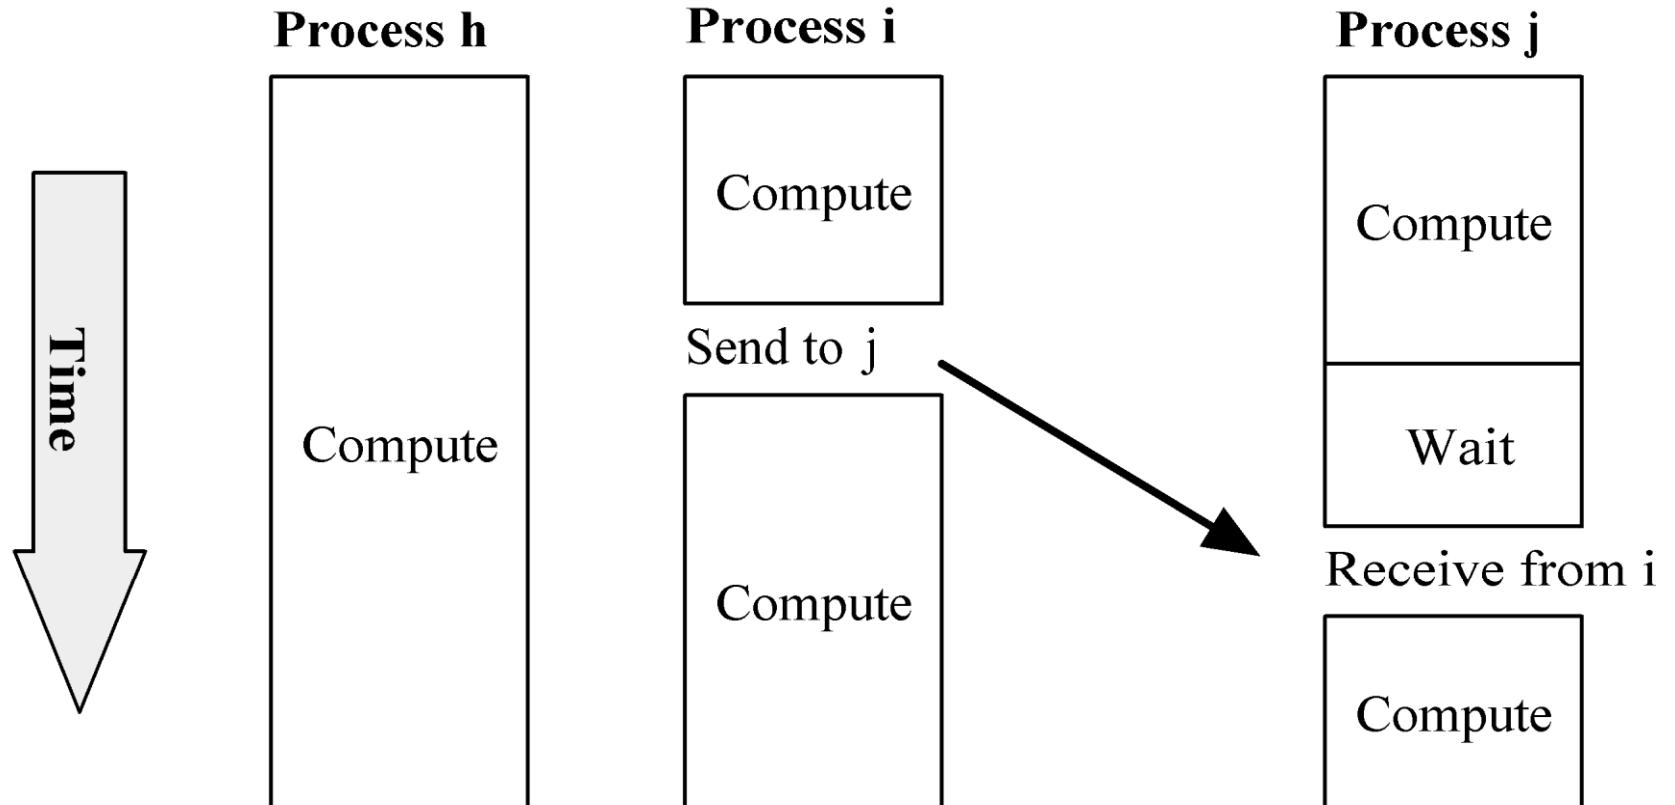 Process h
Process i
Process j
Time
Compute
Compute
Send to j
Compute
Compute
Wait
Receive from i
Compute